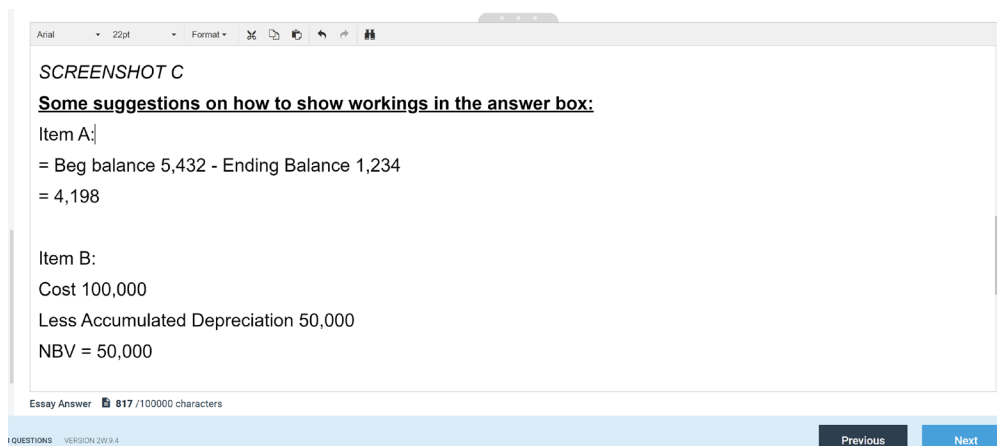 Arial 22pt Format
SCREENSHOT C
Some suggestions on how to show workings in the answer box:
Item A:
= Beg balance 5,432 - Ending Balance 1,234
= 4,198
Item B:
Cost 100,000
Less Accumulated Depreciation 50,000
NBV = 50,000
Essay Answer 817 /100000 characters
QUESTIONS VERSION 2W.9.4
Previous Next